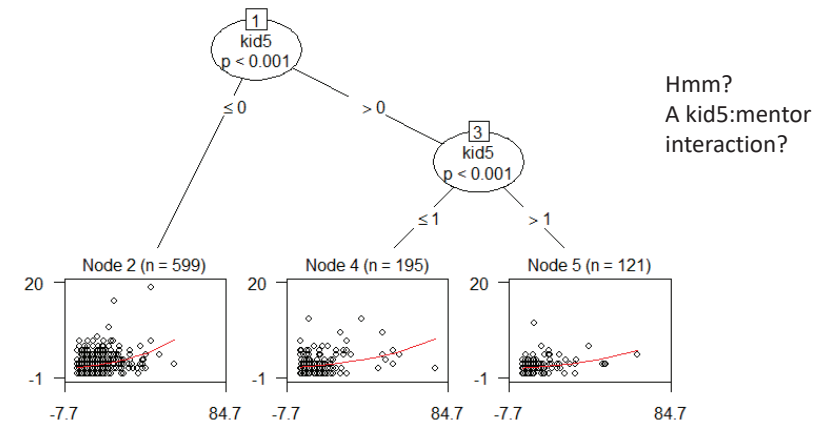 1
kid5
p < 0.001
Hmm?
A kid5:mentor
interaction?
≤ 0
> 0
3
kid5
p < 0.001
≤ 1
> 1
Node 2 (n = 599)
Node 4 (n = 195)
Node 5 (n = 121)
20
-1
-7.7
84.7
20
-1
-7.7
84.7
20
-1
-7.7
84.7